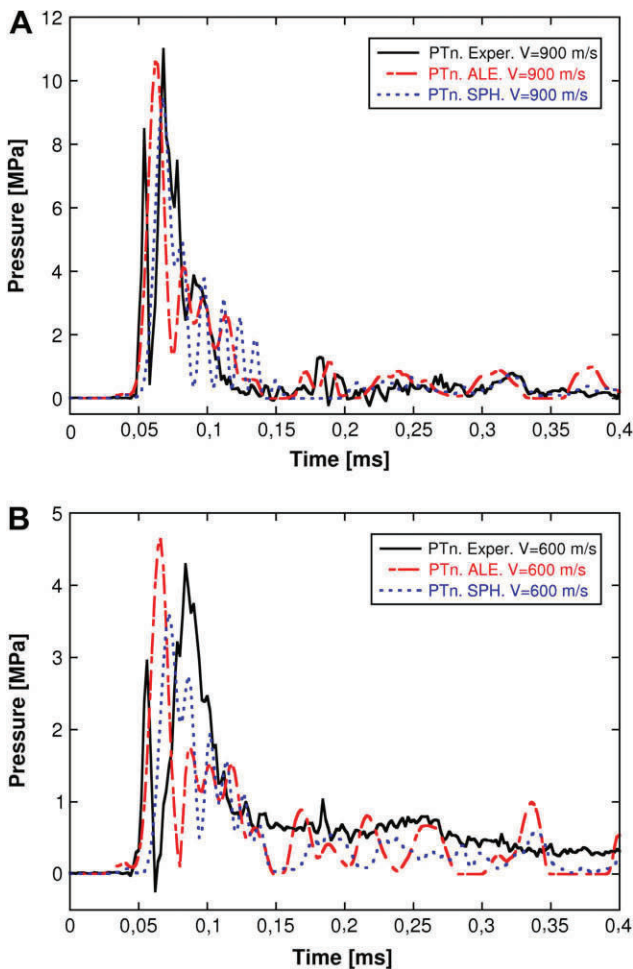 A
12
10
8
6
4
2
0
Pressure [MPa]
PTn. Exper. V=900 m/s
PTn. ALE. V=900 m/s
PTn. SPH. V=900 m/s
0 0,05 0,1 0,15 0,2 0,25 0,3 0,35 0,4
Time [ms]
B
5
4
3
2
1
0
Pressure [MPa]
PTn. Exper. V=600 m/s
PTn. ALE. V=600 m/s
PTn. SPH. V=600 m/s
0 0,05 0,1 0,15 0,2 0,25 0,3 0,35 0,4
Time [ms]